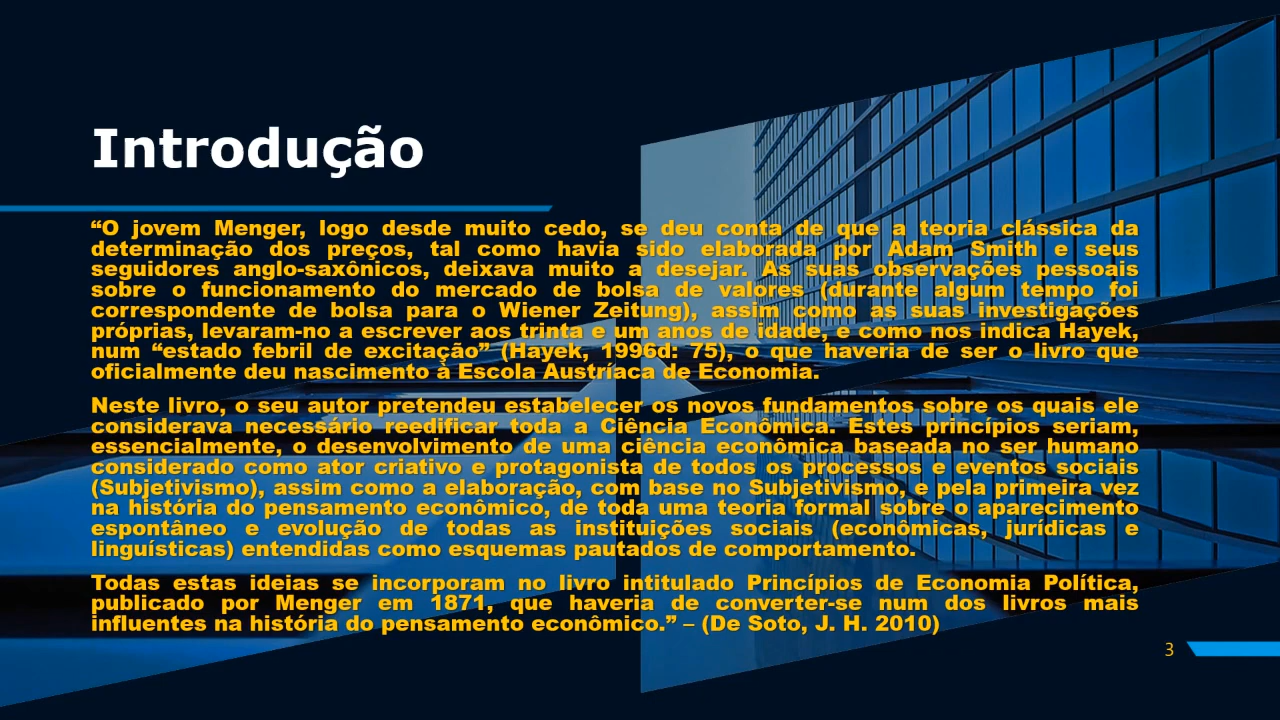 Introdução
“O jovem Menger, logo desde muito cedo, se deu conta de que a teoria clássica da
determinação dos preços, tal como havia sido elaborada por Adam Smith e seus
seguidores anglo-saxônicos, deixava muito a desejar. As suas observações pessoais
sobre o funcionamento do mercado de bolsa de valores (durante algum tempo foi
correspondente de bolsa para o Wiener Zeitung), assim como as suas investigações
próprias, levaram-no a escrever aos trinta e um anos de idade, e como nos indica Hayek,
num “estado febril de excitação” (Hayek, 1996d: 75), o que haveria de ser o livro que
oficialmente deu nascimento à Escola Austríaca de Economia.
Neste livro, o seu autor pretendeu estabelecer os novos fundamentos sobre os quais ele
considerava necessário reedificar toda a Ciência Econômica. Estes princípios seriam,
essencialmente, o desenvolvimento de uma ciência econômica baseada no ser humano
considerado como ator criativo e protagonista de todos os processos e eventos sociais
(Subjetivismo), assim como a elaboração, com base no Subjetivismo, e pela primeira vez
na história do pensamento econômico, de toda uma teoria formal sobre o aparecimento
espontâneo e evolução de todas as instituições sociais (econômicas, jurídicas e
linguísticas) entendidas como esquemas pautados de comportamento.
Todas estas ideias se incorporam no livro intitulado Princípios de Economia Política,
publicado por Menger em 1871, que haveria de converter-se num dos livros mais
influentes na história do pensamento econômico.” – (De Soto, J. H. 2010)
3